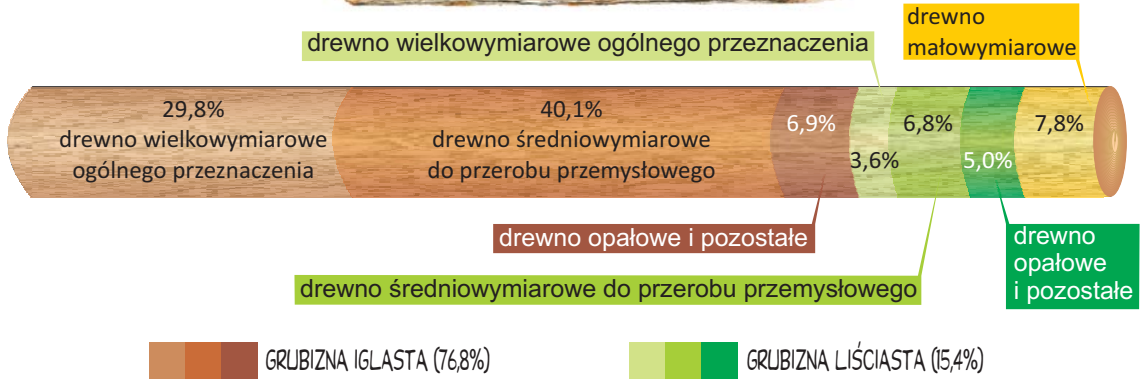 drewno wielkowymiarowe ogólnego przeznaczenia
drewno
małowymiarowe
29,8%
drewno wielkowymiarowe
ogólnego przeznaczenia
40,1%
drewno średniowymiarowe
do przerobu przemysłowego
6,9%
3,6%
6,8%
5,0%
7,8%
drewno opałowe i pozostałe
drewno średniowymiarowe do przerobu przemysłowego
drewno
opałowe
i pozostałe
GRUBIZNA IGLASTA (76,8%)
GRUBIZNA LIŚCIASTA (15,4%)